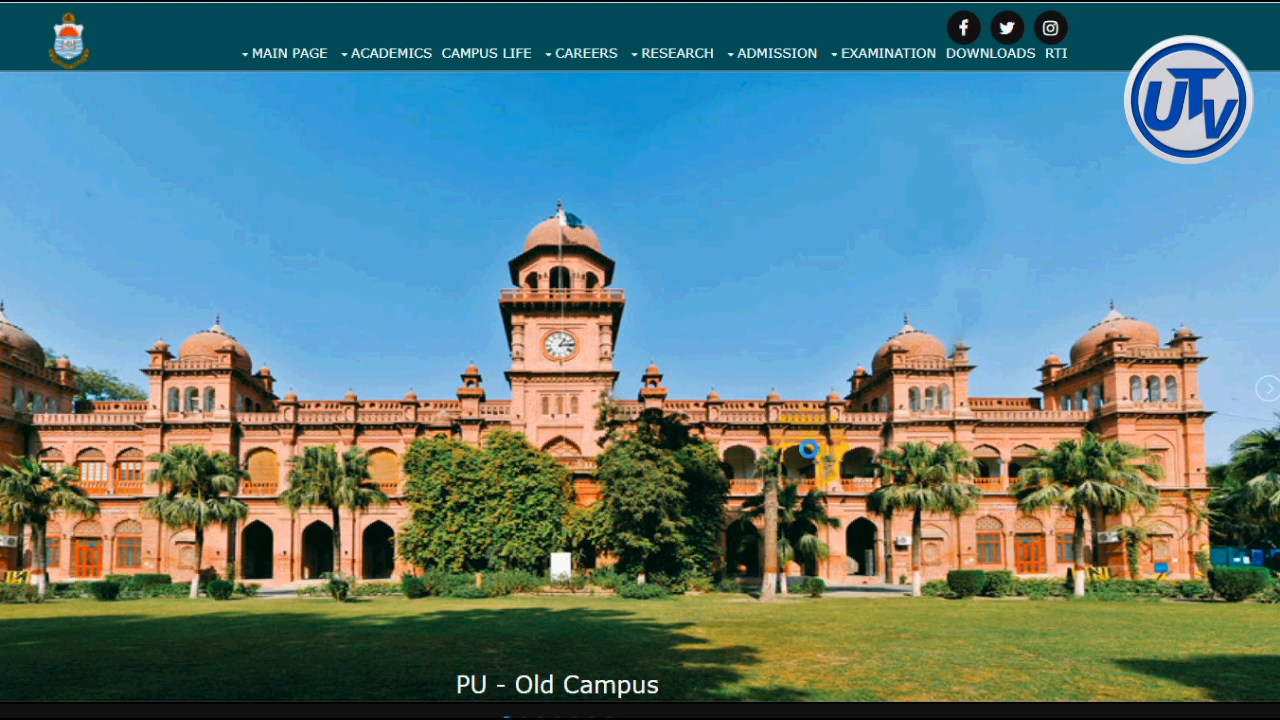 MAIN PAGE ACADEMICS CAMPUS LIFE CAREERS RESEARCH ADMISSION EXAMINATION DOWNLOADS RTI
UTV
PU - Old Campus